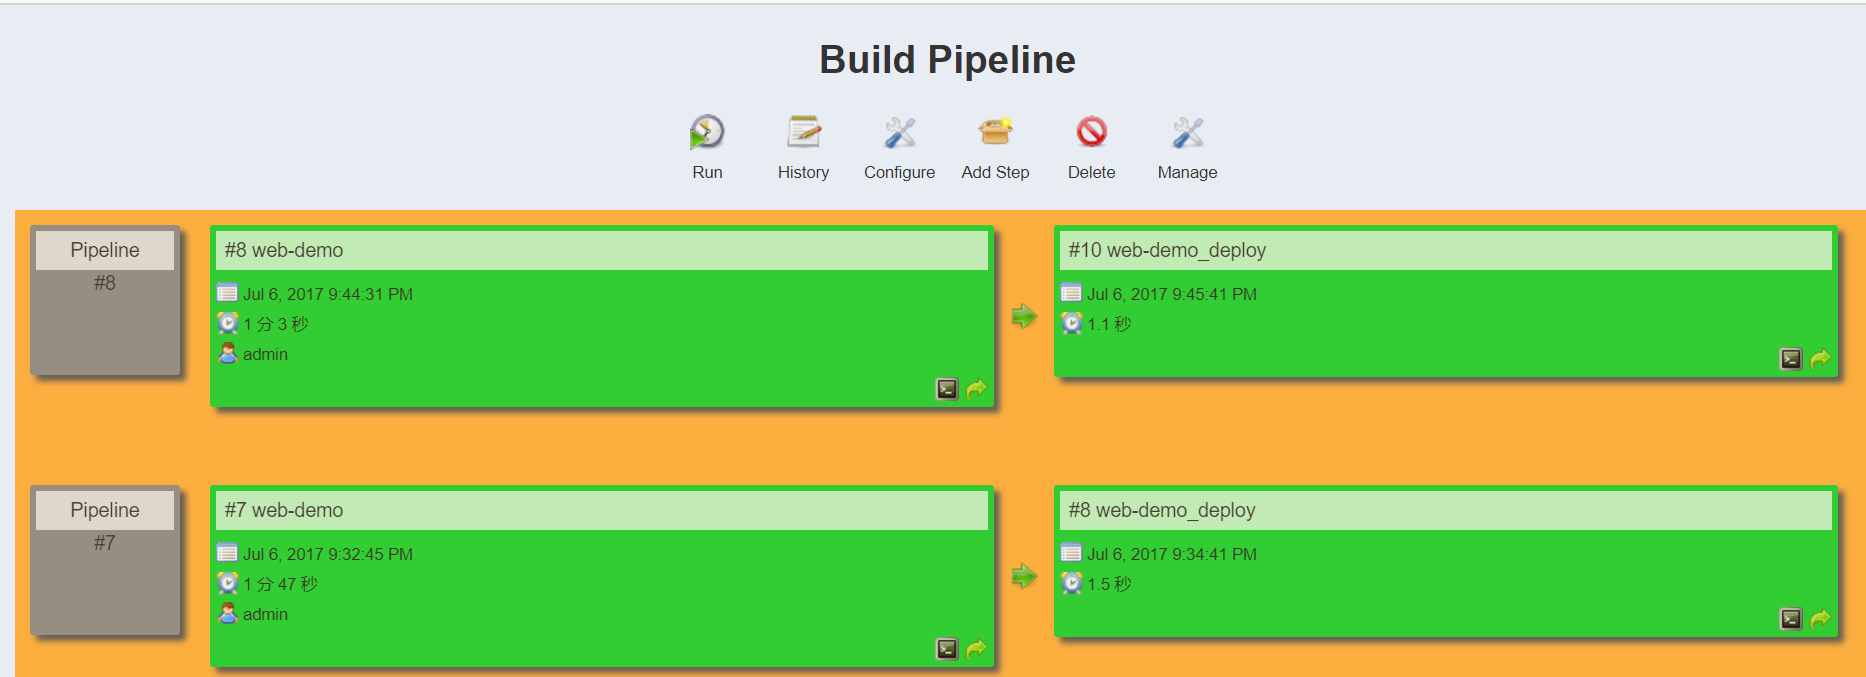 Build Pipeline
Run History Configure Add Step Delete Manage
Pipeline
#8
#8 web-demo
Jul 6, 2017 9:44:31 PM
1 分 3 秒
admin
#10 web-demo_deploy
Jul 6, 2017 9:45:41 PM
1.1 秒
Pipeline
#7
#7 web-demo
Jul 6, 2017 9:32:45 PM
1 分 47 秒
admin
#8 web-demo_deploy
Jul 6, 2017 9:34:41 PM
1.5 秒